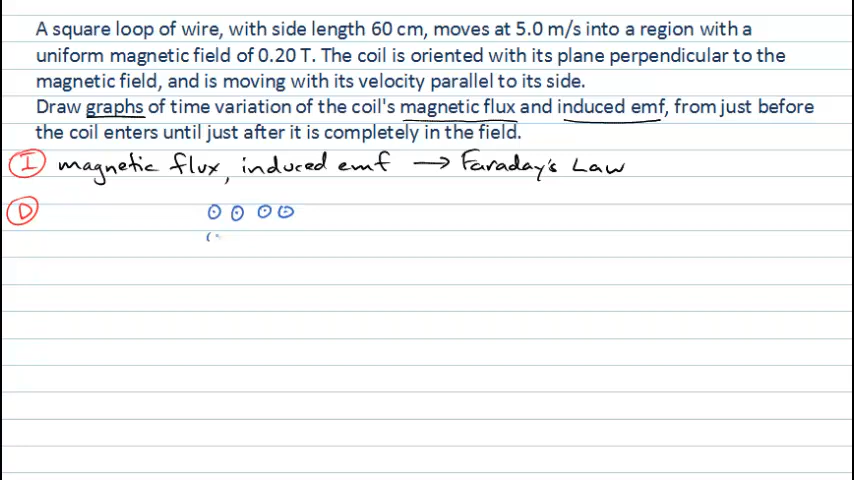 A square loop of wire, with side length 60 cm, moves at 5.0 m/s into a region with a
uniform magnetic field of 0.20 T. The coil is oriented with its plane perpendicular to the
magnetic field, and is moving with its velocity parallel to its side.
Draw graphs of time variation of the coil's magnetic flux and induced emf, from just before
the coil enters until just after it is completely in the field.
I magnetic flux, induced emf → Faraday's Law
D